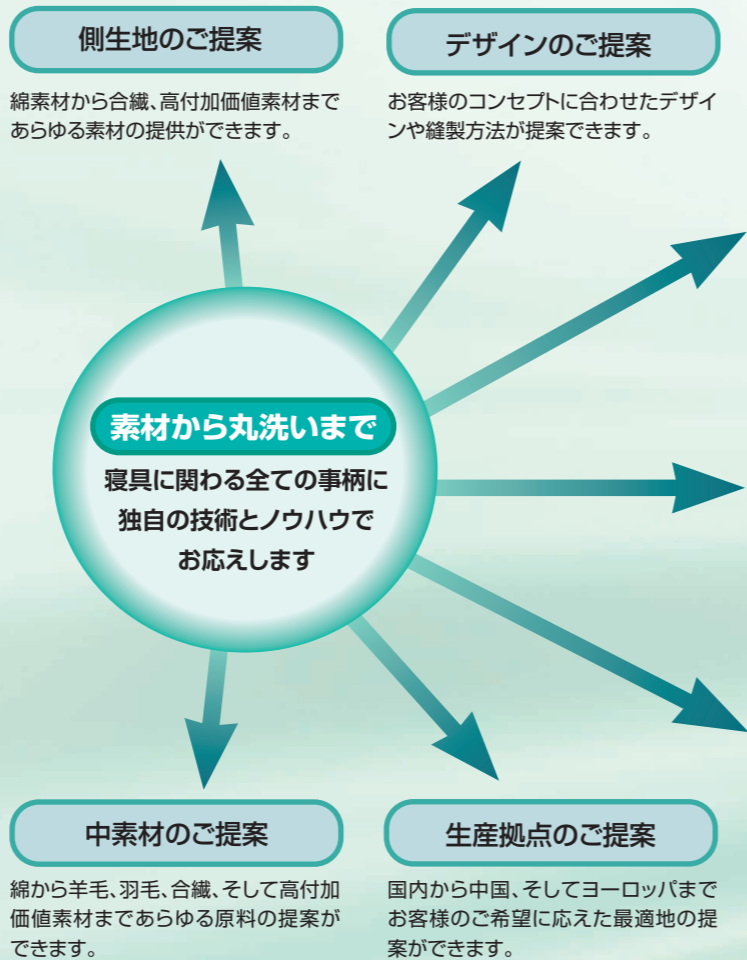 側生地のご提案
綿素材から合繊、高付加価値素材まで
あらゆる素材の提供ができます。
デザインのご提案
お客様のコンセプトに合わせたデザイ
ンや縫製方法が提案できます。
素材から丸洗いまで
寝具に関わる全ての事柄に
独自の技術とノウハウで
お応えします
中素材のご提案
綿から羊毛、羽毛、合繊、そして高付加
価値素材まであらゆる原料の提案が
できます。
生産拠点のご提案
国内から中国、そしてヨーロッパまで
お客様のご希望に応えた最適地の提
案ができます。